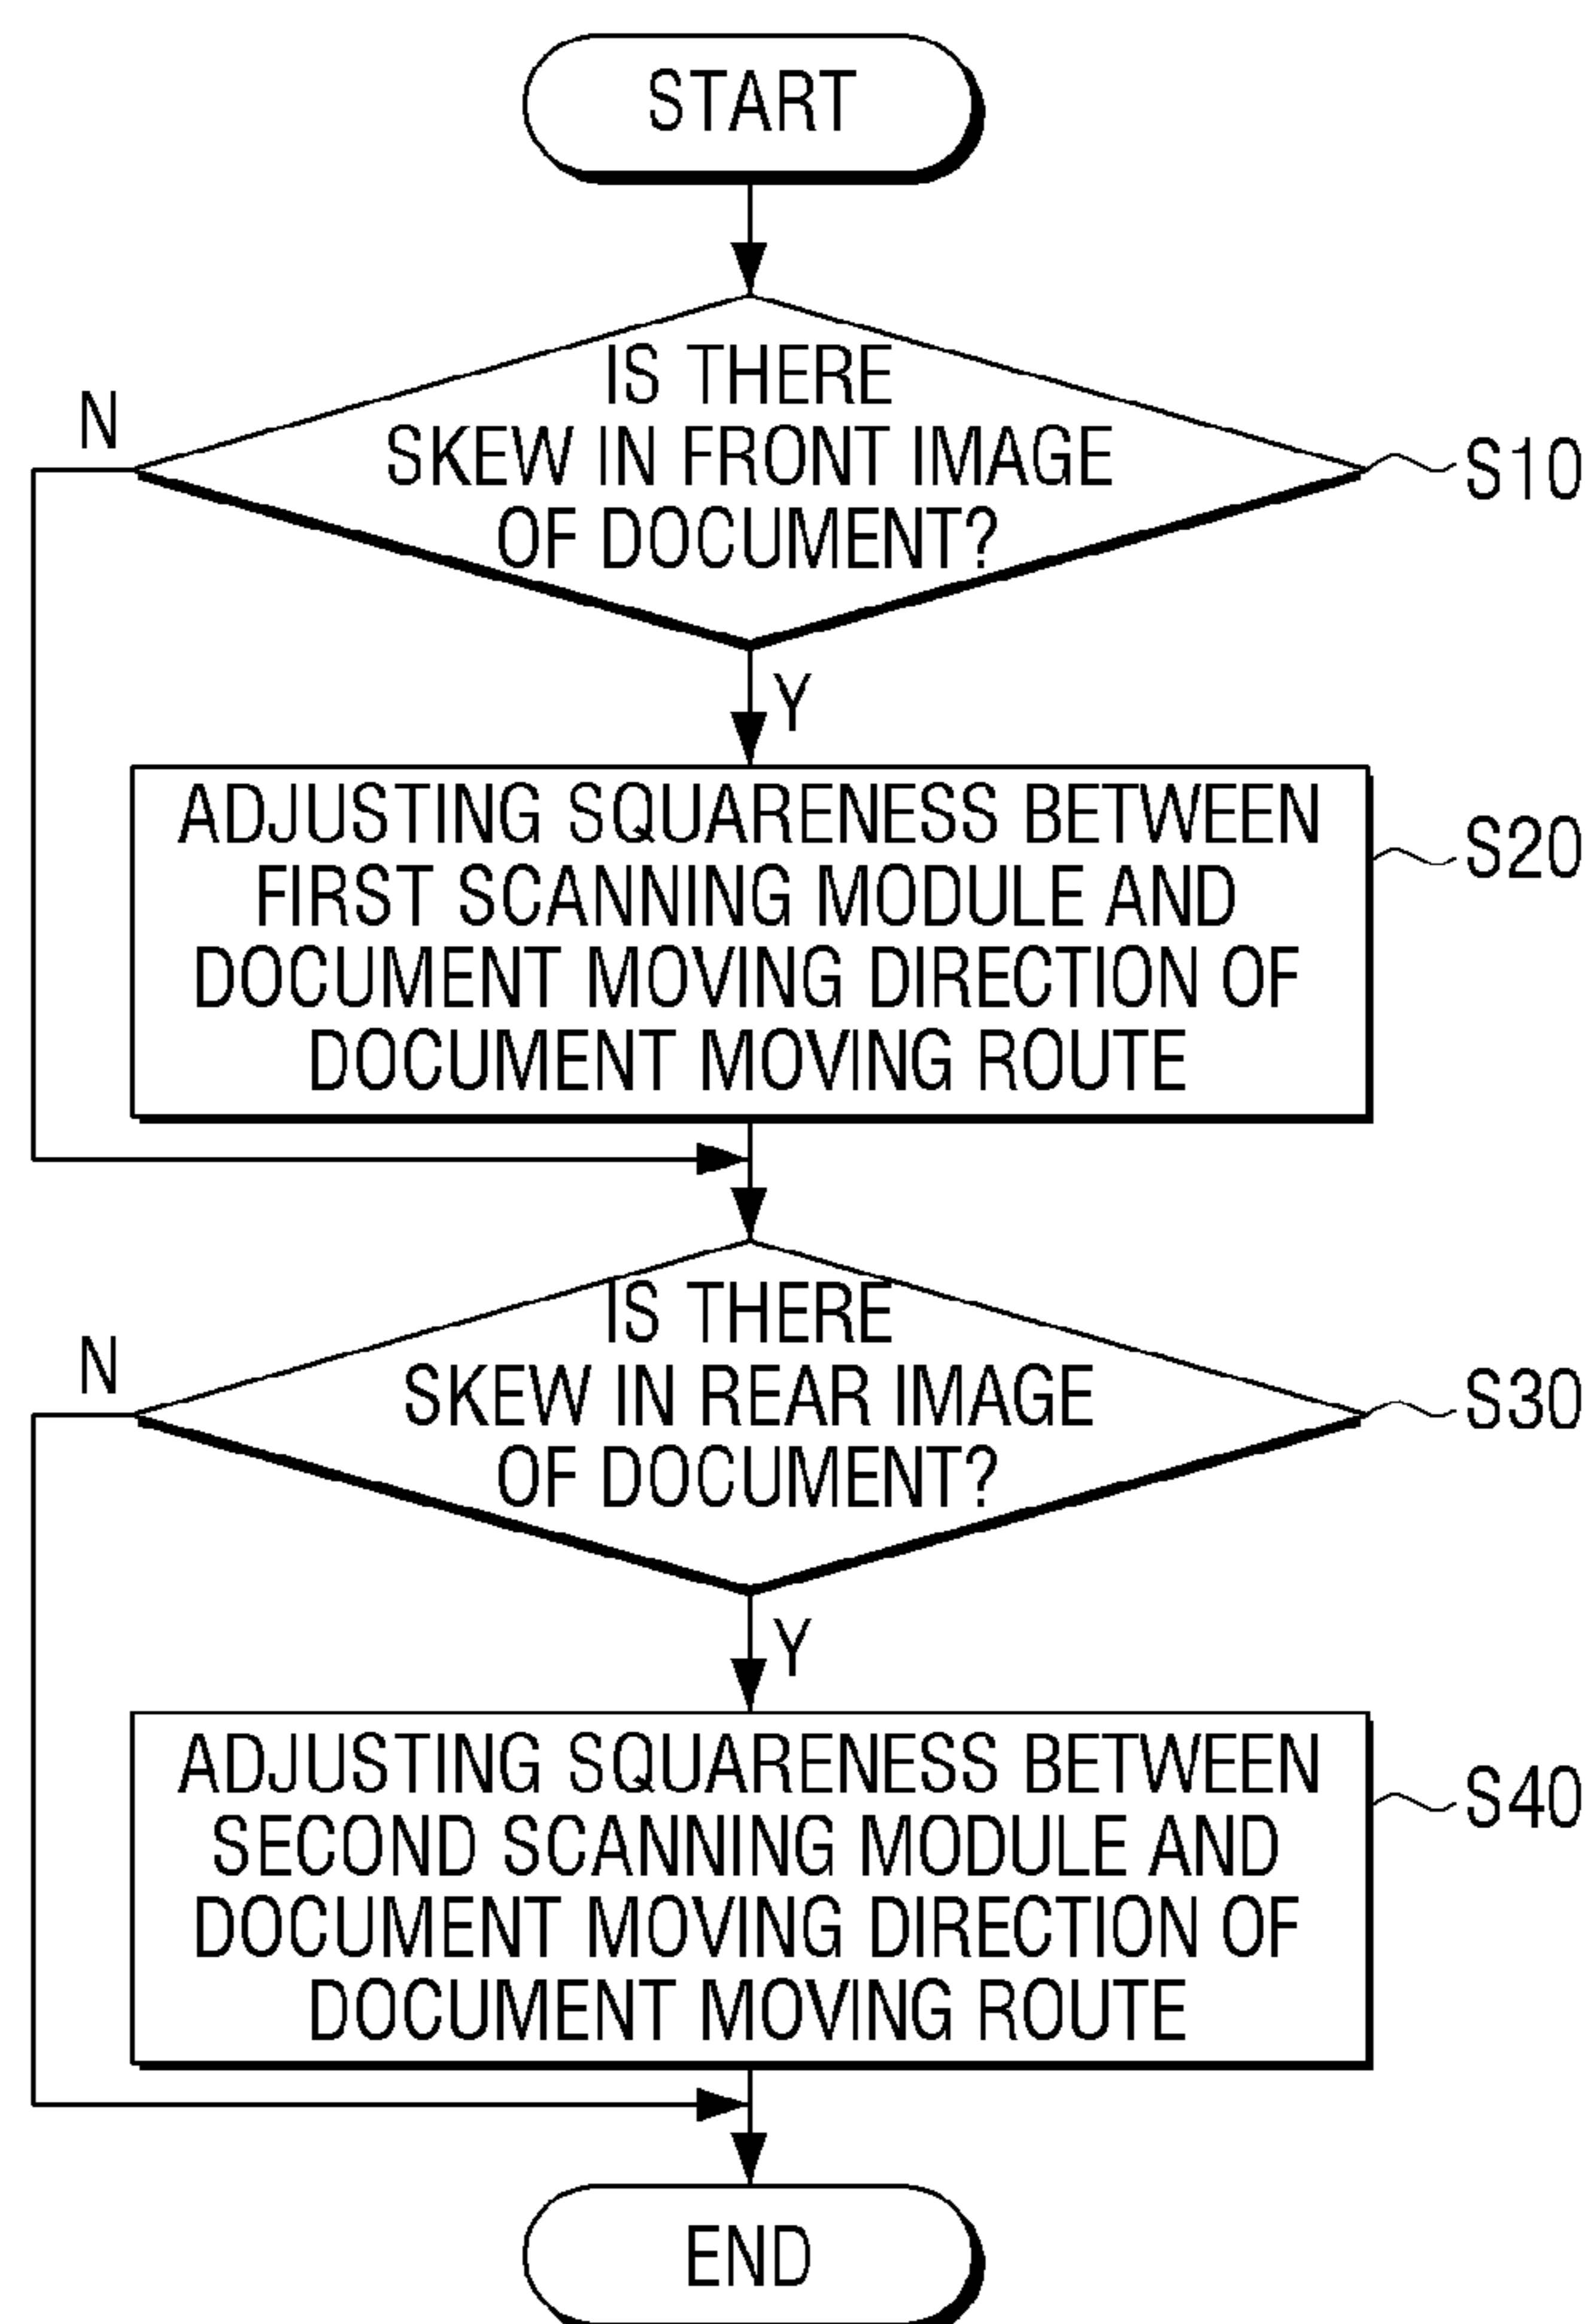 START
IS THERE
SKEW IN FRONT IMAGE
OF DOCUMENT?
N
S10
Y
ADJUSTING SQUARENESS BETWEEN
FIRST SCANNING MODULE AND
DOCUMENT MOVING DIRECTION OF
DOCUMENT MOVING ROUTE
S20
IS THERE
SKEW IN REAR IMAGE
OF DOCUMENT?
N
S30
Y
ADJUSTING SQUARENESS BETWEEN
SECOND SCANNING MODULE AND
DOCUMENT MOVING DIRECTION OF
DOCUMENT MOVING ROUTE
S40
END